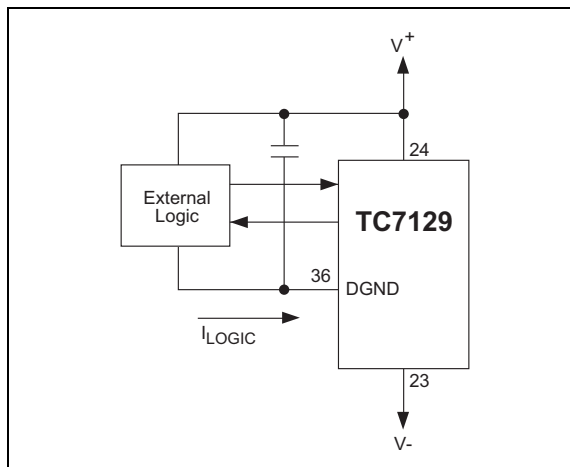 V+
24
External
Logic
TC7129
36
DGND
ILOGIC
23
V-